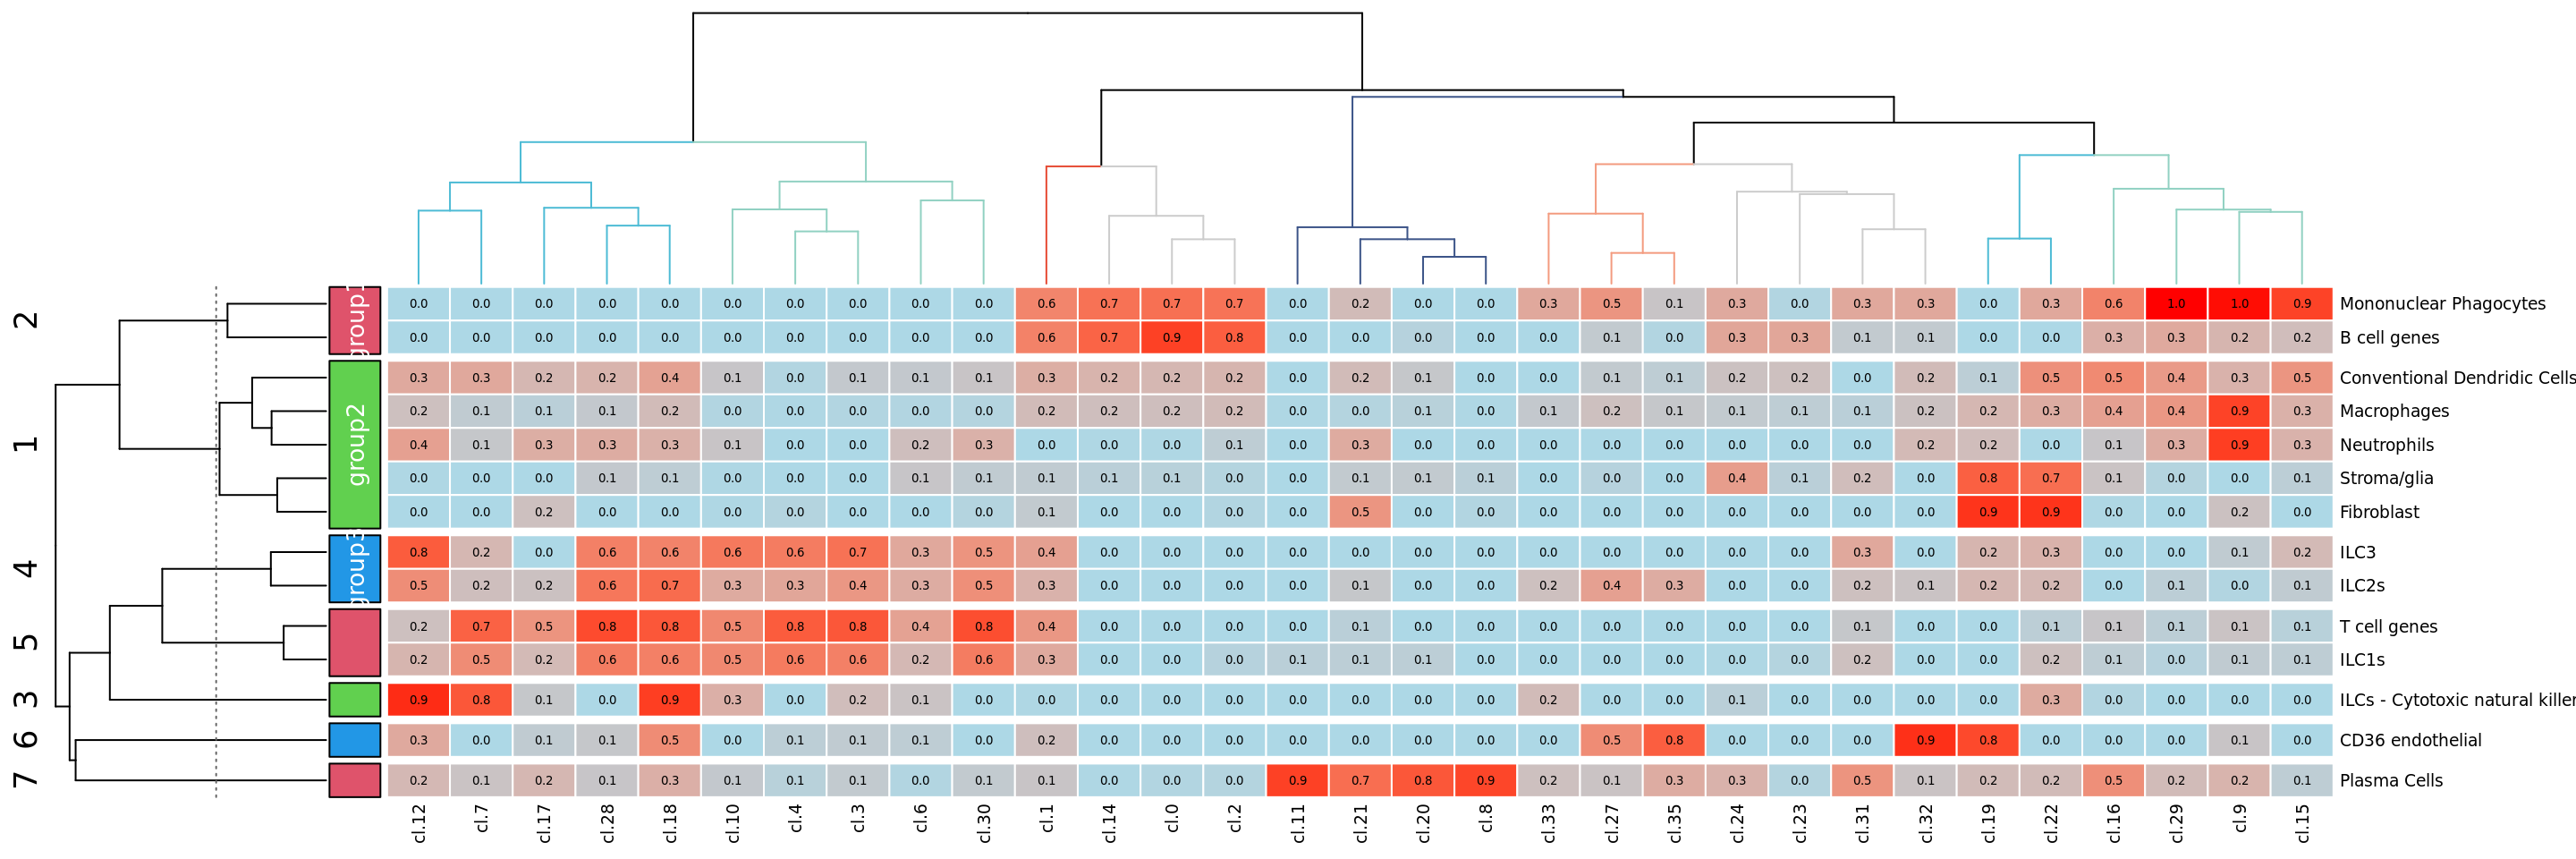 2
group1
0.0 0.0 0.0 0.0 0.0 0.0 0.0 0.0 0.0 0.0 0.6 0.7 0.7 0.7 0.0 0.2 0.0 0.0 0.3 0.5 0.1 0.3 0.0 0.3 0.3 0.0 0.3 0.6 1.0 1.0 0.9 Mononuclear Phagocytes
0.0 0.0 0.0 0.0 0.0 0.0 0.0 0.0 0.0 0.0 0.6 0.7 0.9 0.8 0.0 0.0 0.0 0.0 0.0 0.1 0.0 0.3 0.3 0.1 0.1 0.0 0.0 0.3 0.3 0.2 0.2 B cell genes
1
group2
0.3 0.3 0.2 0.2 0.4 0.1 0.0 0.1 0.1 0.1 0.3 0.2 0.2 0.2 0.0 0.2 0.1 0.0 0.0 0.1 0.1 0.2 0.2 0.0 0.2 0.1 0.5 0.5 0.4 0.3 0.5 Conventional Dendridic Cells
0.2 0.1 0.1 0.1 0.2 0.0 0.0 0.0 0.0 0.0 0.2 0.2 0.2 0.2 0.0 0.0 0.1 0.0 0.1 0.2 0.1 0.1 0.1 0.1 0.2 0.2 0.3 0.4 0.4 0.9 0.3 Macrophages
0.4 0.1 0.3 0.3 0.3 0.1 0.0 0.0 0.2 0.3 0.0 0.0 0.0 0.1 0.0 0.3 0.0 0.0 0.0 0.0 0.0 0.0 0.0 0.0 0.2 0.2 0.0 0.1 0.3 0.9 0.3 Neutrophils
0.0 0.0 0.0 0.1 0.1 0.0 0.0 0.0 0.1 0.1 0.1 0.1 0.1 0.0 0.0 0.1 0.1 0.1 0.0 0.0 0.0 0.4 0.1 0.2 0.0 0.8 0.7 0.1 0.0 0.0 0.1 Stroma/glia
0.0 0.0 0.2 0.0 0.0 0.0 0.0 0.0 0.0 0.0 0.1 0.0 0.0 0.0 0.0 0.5 0.0 0.0 0.0 0.0 0.0 0.0 0.0 0.0 0.0 0.9 0.9 0.0 0.0 0.2 0.0 Fibroblast
4
group3
0.8 0.2 0.0 0.6 0.6 0.6 0.6 0.7 0.3 0.5 0.4 0.0 0.0 0.0 0.0 0.0 0.0 0.0 0.0 0.0 0.0 0.0 0.0 0.3 0.0 0.2 0.3 0.0 0.0 0.1 0.2 ILC3
0.5 0.2 0.2 0.6 0.7 0.3 0.3 0.4 0.3 0.5 0.3 0.0 0.0 0.0 0.0 0.1 0.0 0.0 0.2 0.4 0.3 0.0 0.0 0.2 0.1 0.2 0.2 0.0 0.1 0.0 0.1 ILC2s
5
0.2 0.7 0.5 0.8 0.8 0.5 0.8 0.8 0.4 0.8 0.4 0.0 0.0 0.0 0.0 0.1 0.0 0.0 0.0 0.0 0.0 0.0 0.0 0.1 0.0 0.0 0.1 0.1 0.1 0.1 0.1 T cell genes
0.2 0.5 0.2 0.6 0.6 0.5 0.6 0.6 0.2 0.6 0.3 0.0 0.0 0.0 0.1 0.1 0.1 0.0 0.0 0.0 0.0 0.0 0.0 0.2 0.0 0.0 0.2 0.1 0.0 0.1 0.1 ILC1s
3
0.9 0.8 0.1 0.0 0.9 0.3 0.0 0.2 0.1 0.0 0.0 0.0 0.0 0.0 0.0 0.0 0.0 0.0 0.2 0.0 0.0 0.1 0.0 0.0 0.0 0.0 0.3 0.0 0.0 0.0 0.0 ILCs - Cytotoxic natural killer
6
0.3 0.0 0.1 0.1 0.5 0.0 0.1 0.1 0.1 0.0 0.2 0.0 0.0 0.0 0.0 0.0 0.0 0.0 0.0 0.5 0.8 0.0 0.0 0.0 0.9 0.8 0.0 0.0 0.0 0.1 0.0 CD36 endothelial
7
0.2 0.1 0.2 0.1 0.3 0.1 0.1 0.1 0.0 0.1 0.1 0.0 0.0 0.0 0.9 0.7 0.8 0.9 0.2 0.1 0.3 0.3 0.0 0.5 0.1 0.2 0.2 0.5 0.2 0.2 0.1 Plasma Cells
cl.12 cl.7 cl.17 cl.28 cl.18 cl.10 cl.4 cl.3 cl.6 cl.30 cl.1 cl.14 cl.0 cl.2 cl.11 cl.21 cl.20 cl.8 cl.33 cl.27 cl.35 cl.24 cl.23 cl.31 cl.32 cl.19 cl.22 cl.16 cl.29 cl.9 cl.15